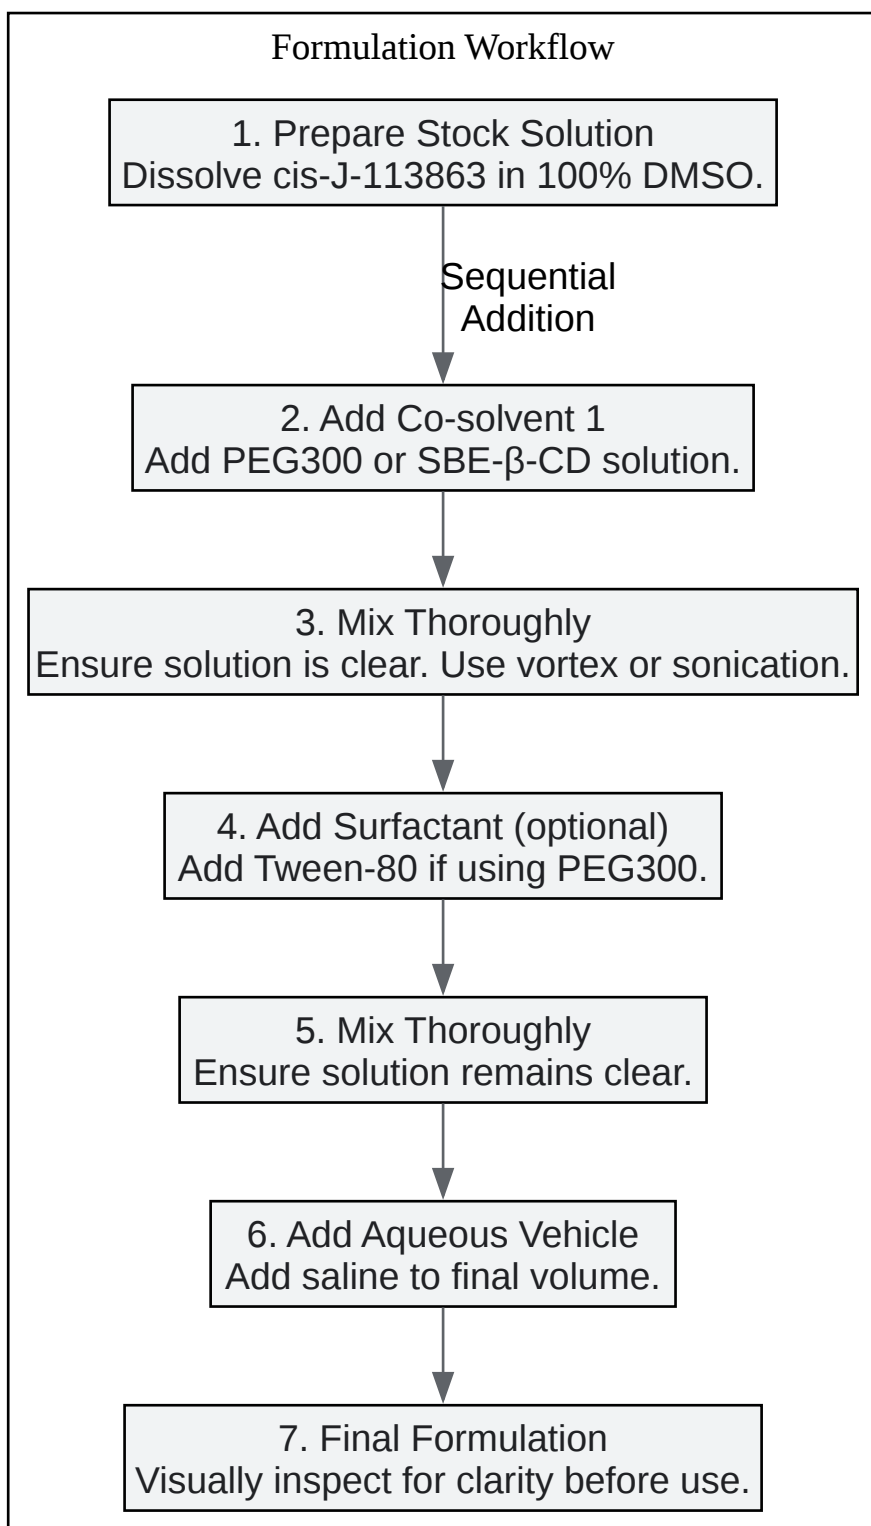 Formulation Workflow
1. Prepare Stock Solution
Dissolve cis-J-113863 in 100% DMSO.
Sequential
Addition
2. Add Co-solvent 1
Add PEG300 or SBE-β-CD solution.
3. Mix Thoroughly
Ensure solution is clear. Use vortex or sonication.
4. Add Surfactant (optional)
Add Tween-80 if using PEG300.
5. Mix Thoroughly
Ensure solution remains clear.
6. Add Aqueous Vehicle
Add saline to final volume.
7. Final Formulation
Visually inspect for clarity before use.